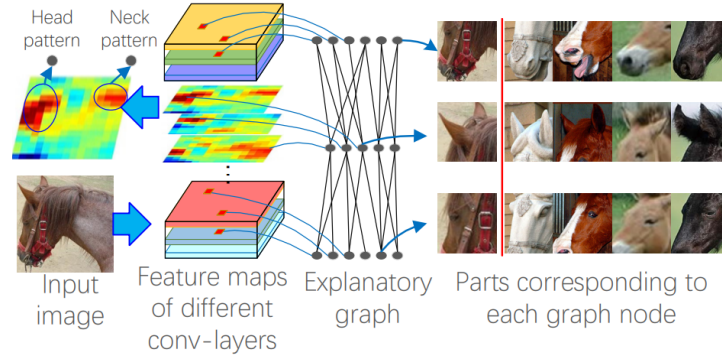 Head
pattern
Neck
pattern
Input
image
Feature maps
of different
conv-layers
Explanatory
graph
Parts corresponding to
each graph node